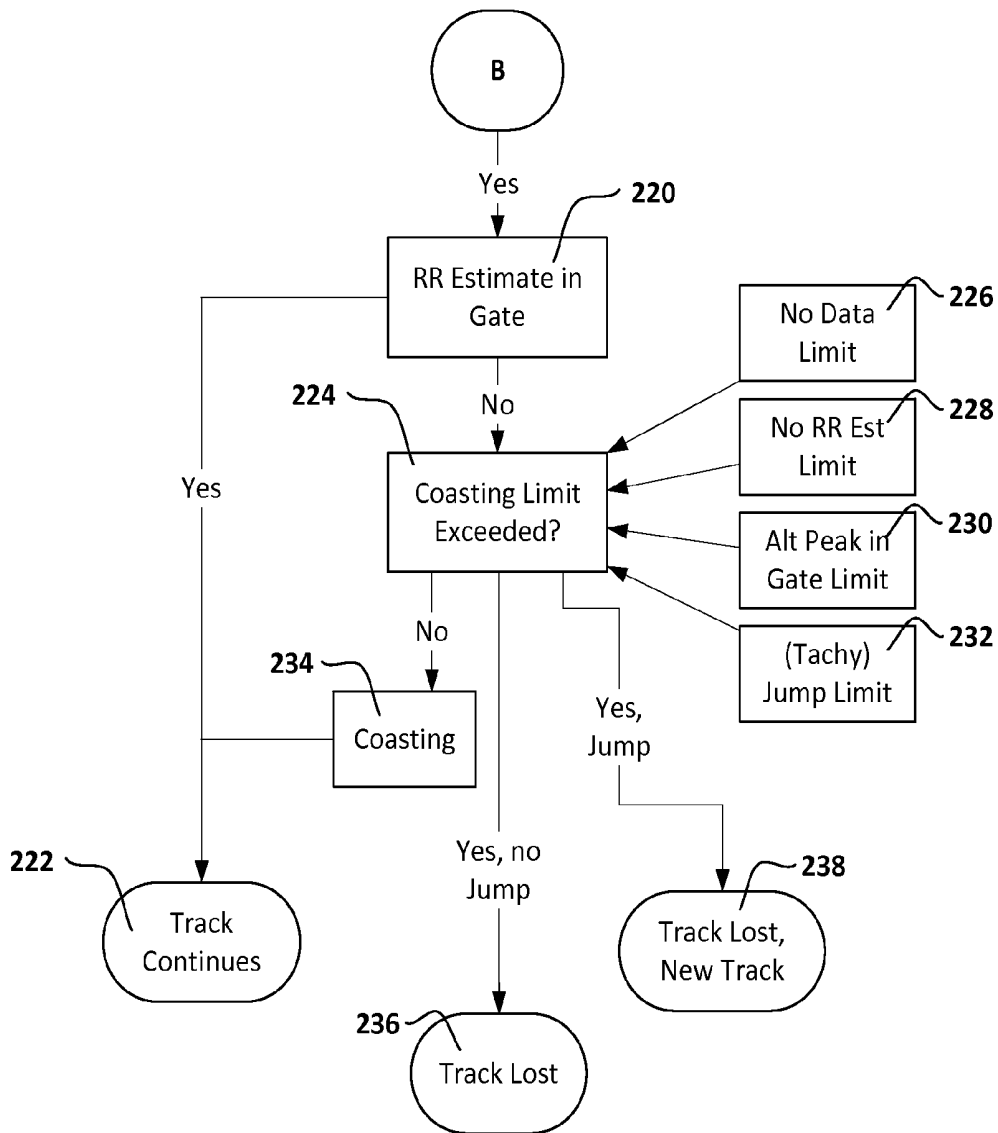 B
Yes
220
RR Estimate in
Gate
226
No Data
Limit
224
No
228
No RR Est
Limit
Yes
Coasting Limit
Exceeded?
230
Alt Peak in
Gate Limit
No
232
(Tachy)
Jump Limit
234
Coasting
Yes,
Jump
222
Track
Continues
Yes, no
Jump
238
Track Lost,
New Track
236
Track Lost